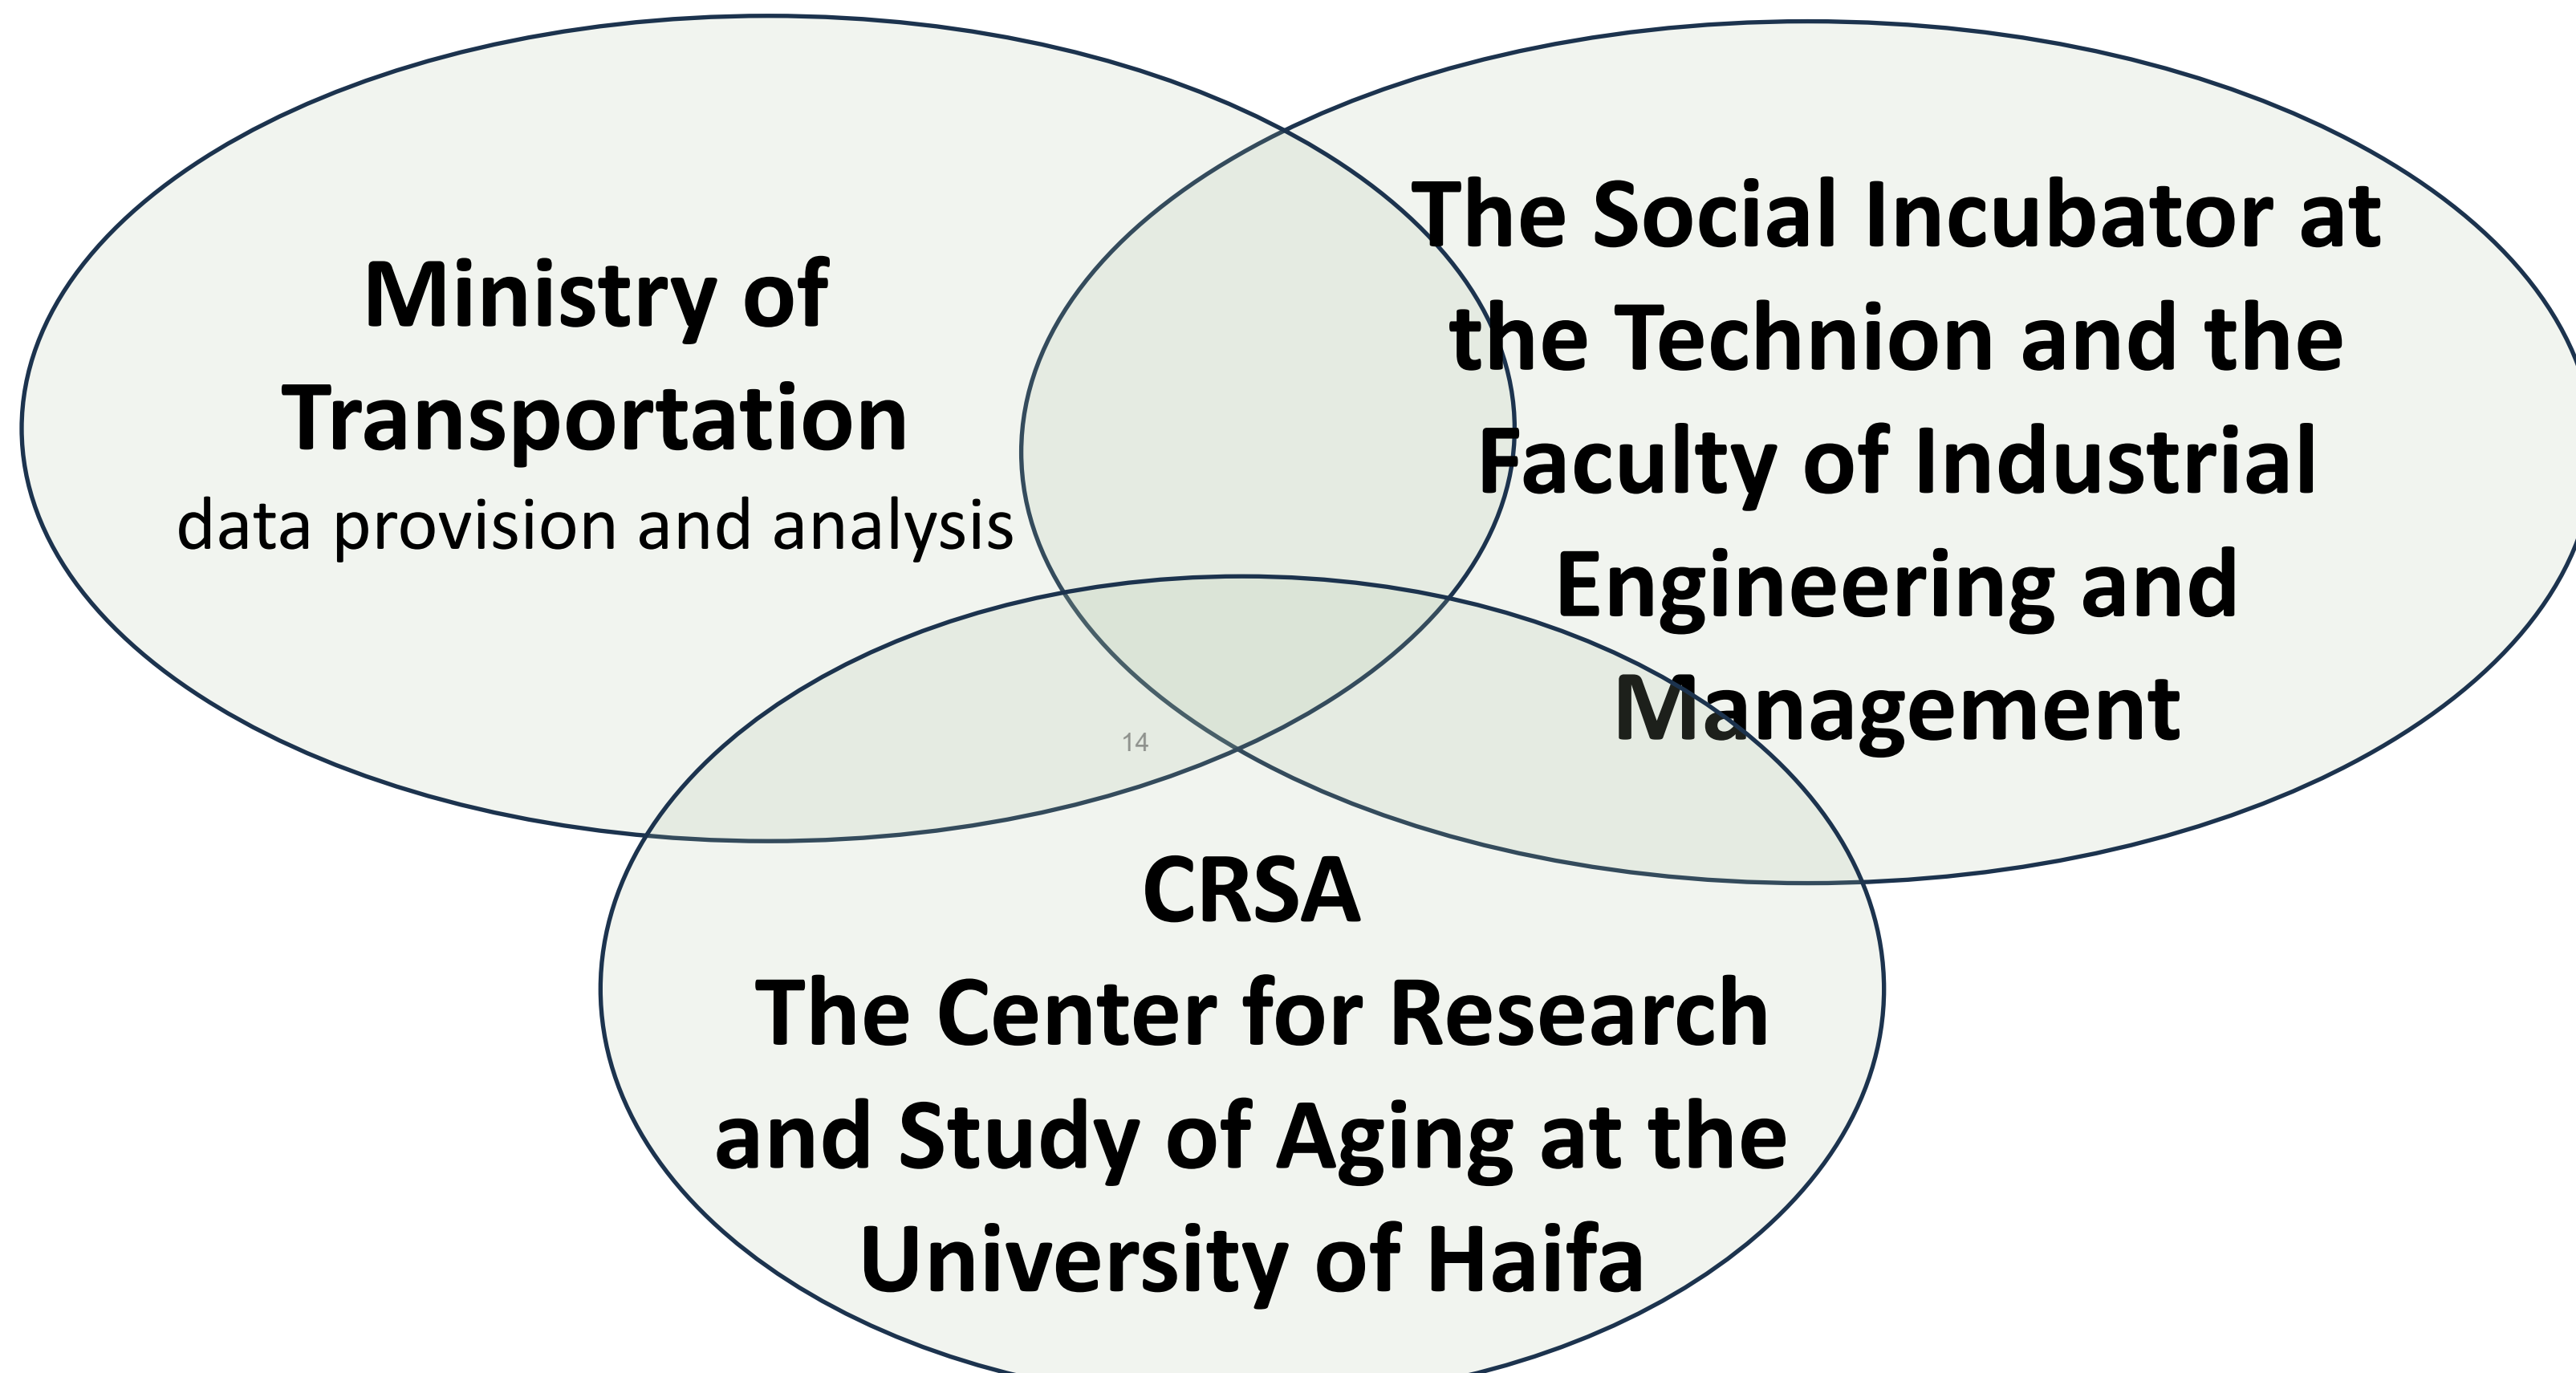 Ministry of
Transportation
data provision and analysis
The Social Incubator at
the Technion and the
Faculty of Industrial
Engineering and
Management
14
CRSA
The Center for Research
and Study of Aging at the
University of Haifa